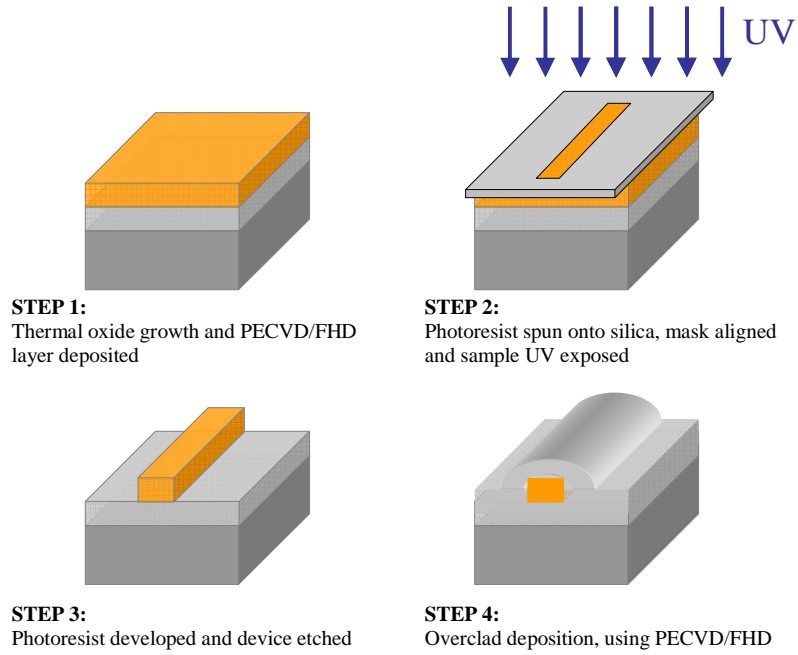 UV
STEP 1:
Thermal oxide growth and PECVD/FHD
layer deposited
STEP 2:
Photoresist spun onto silica, mask aligned
and sample UV exposed
STEP 3:
Photoresist developed and device etched
STEP 4:
Overclad deposition, using PECVD/FHD